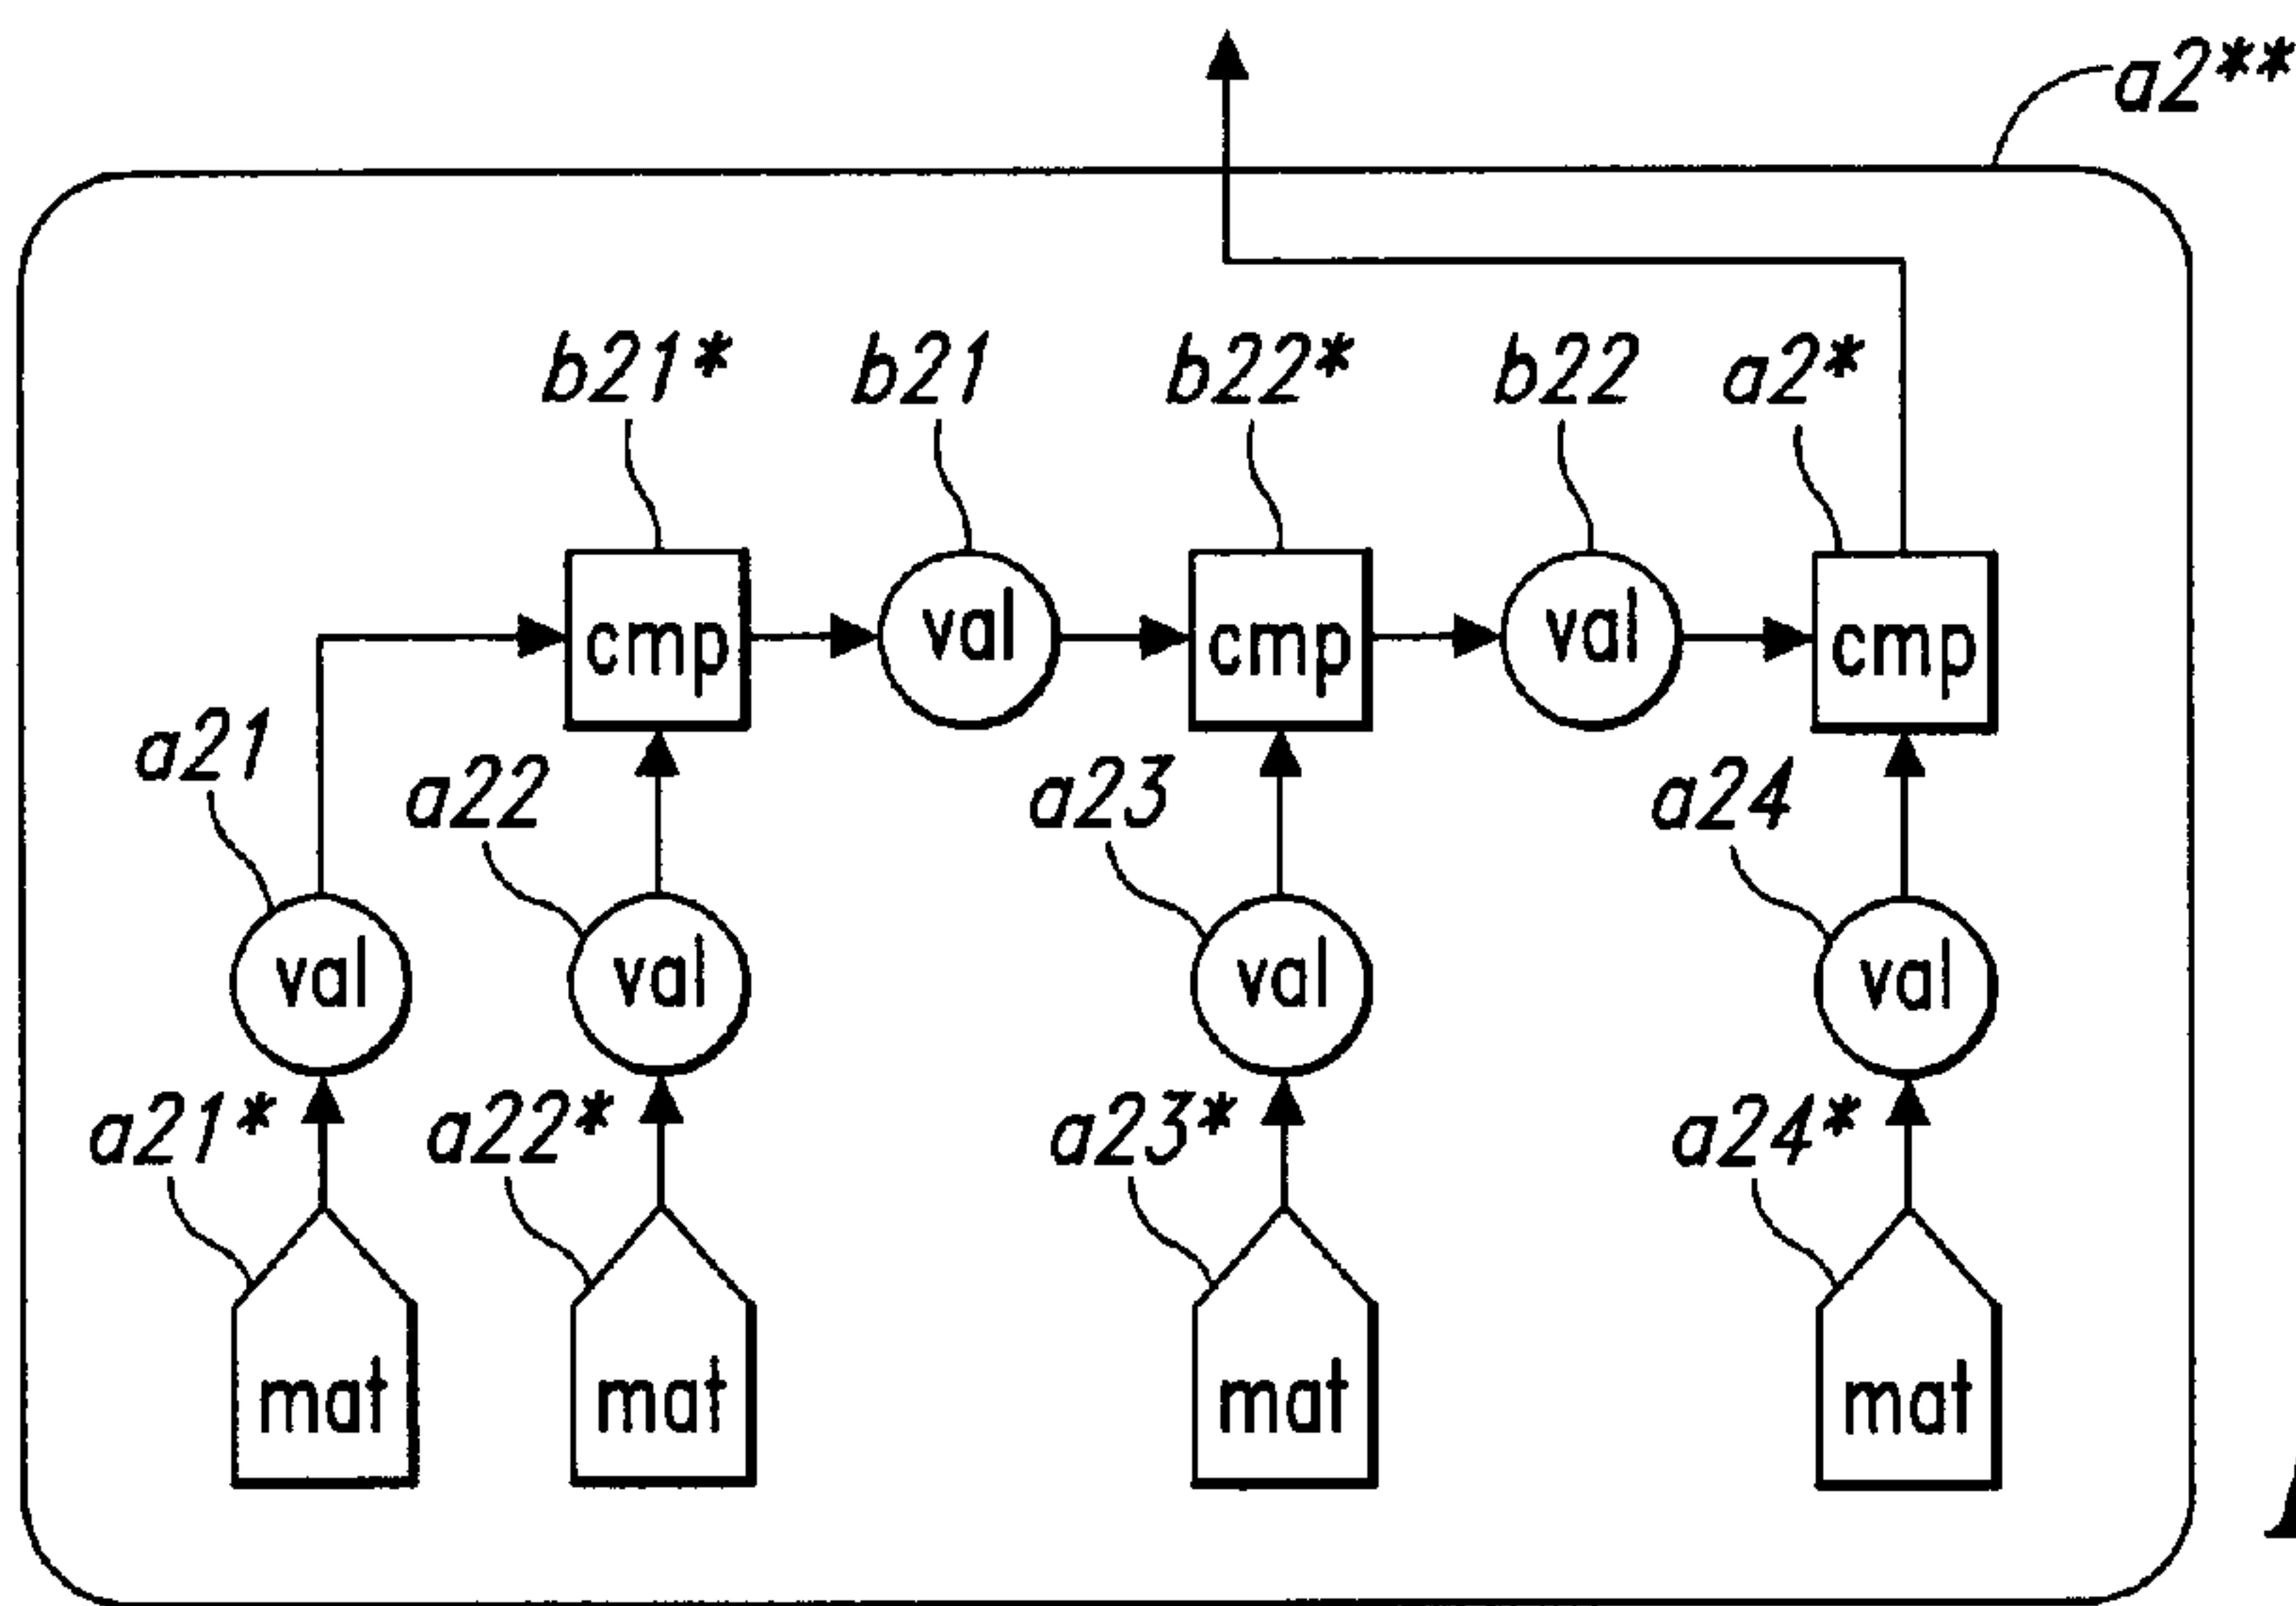 a2**
b21* b21 b22* b22 a2*
cmp val cmp val cmp
a21 a22 a23 a24
val val val val
a21* a22* a23* a24*
mat mat mat mat